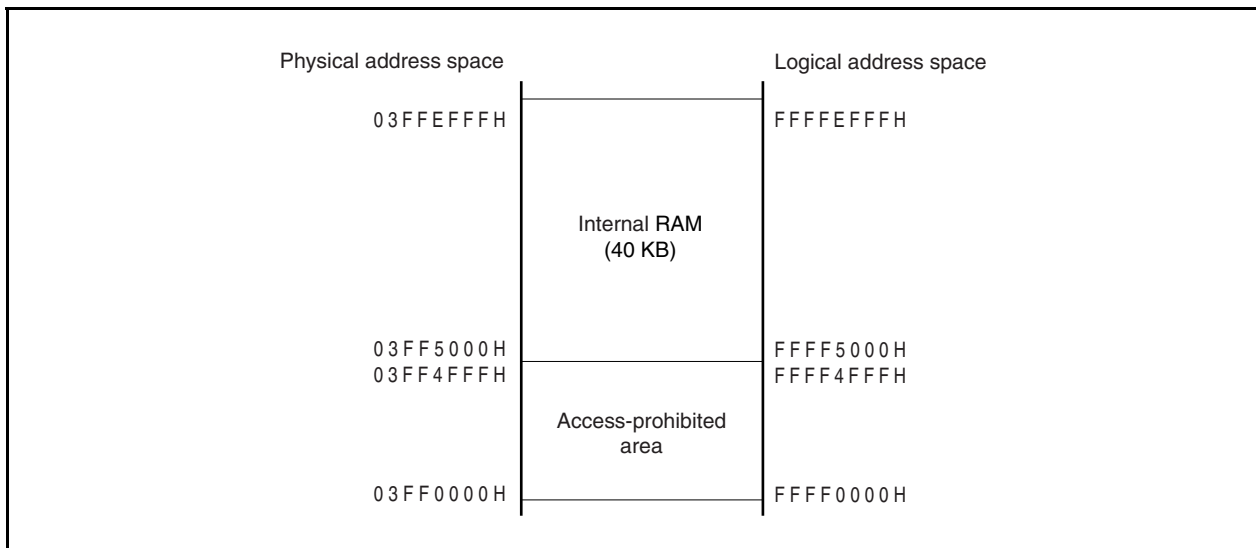 Physical address space
Logical address space
03FFEFFFH
FFFFEFFFH
Internal RAM
(40 KB)
03FF5000H
FFFF5000H
03FF4FFFH
FFFF4FFFH
Access-prohibited
area
03FF0000H
FFFF0000H